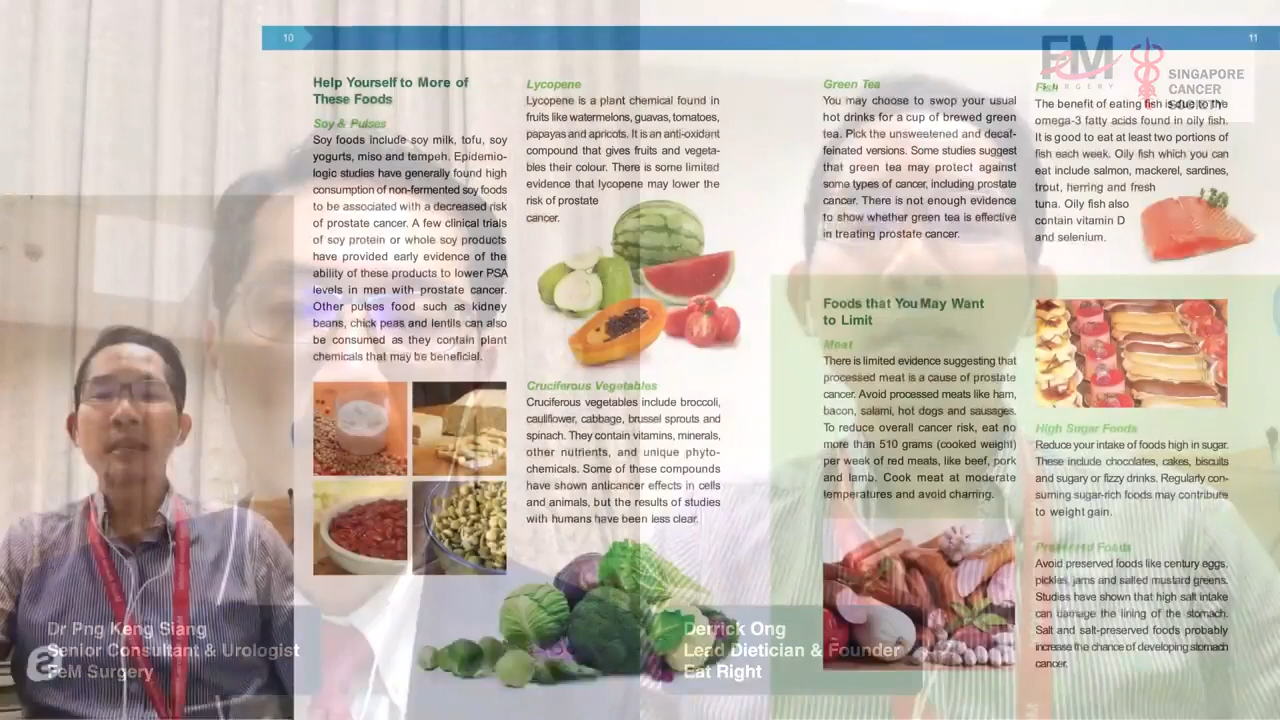 10
Help Yourself to More of
These Foods
Soy & Pulses
Soy foods include soy milk, tofu, soy
yogurts, miso and tempeh. Epidemio-
logic studies have generally found high
consumption of non-fermented soy foods
to be associated with a decreased risk
of prostate cancer. A few clinical trials
of soy protein or whole soy products
have provided early evidence of the
ability of these products to lower PSA
levels in men with prostate cancer.
Other pulses food such as kidney
beans, chick peas and lentils can also
be consumed as they contain plant
chemicals that may be beneficial.
Lycopene
Lycopene is a plant chemical found in
fruits like watermelons, guavas, tomatoes,
papayas and apricots. It is an anti-oxidant
compound that gives fruits and vegeta-
bles their colour. There is some limited
evidence that lycopene may lower the
risk of prostate
cancer.
Cruciferous Vegetables
Cruciferous vegetables include broccoli,
cauliflower, cabbage, brussel sprouts and
spinach. They contain vitamins, minerals,
other nutrients, and unique phyto-
chemicals. Some of these compounds
have shown anticancer effects in cells
and animals, but the results of studies
with humans have been less clear.
11
Green Tea
You may choose to swop your usual
hot drinks for a cup of brewed green
tea. Pick the unsweetened and decaf-
feinated versions. Some studies suggest
that green tea may protect against
some types of cancer, including prostate
cancer. There is not enough evidence
to show whether green tea is effective
in treating prostate cancer.
Foods that You May Want
to Limit
Meat
There is limited evidence suggesting that
processed meat is a cause of prostate
cancer. Avoid processed meats like ham,
bacon, salami, hot dogs and sausages.
To reduce overall cancer risk, eat no
more than 510 grams (cooked weight)
per week of red meats, like beef, pork
and lamb. Cook meat at moderate
temperatures and avoid charring.
Fish
The benefit of eating fish is due to the
omega-3 fatty acids found in oily fish.
It is good to eat at least two portions of
fish each week. Oily fish which you can
eat include salmon, mackerel, sardines,
trout, herring and fresh
tuna. Oily fish also
contain vitamin D
and selenium.
High Sugar Foods
Reduce your intake of foods high in sugar.
These include chocolates, cakes, biscuits
and sugary or fizzy drinks. Regularly con-
suming sugar-rich foods may contribute
to weight gain.
Preserved Foods
Avoid preserved foods like century eggs,
pickles, jams and salted mustard greens.
Studies have shown that high salt intake
can damage the lining of the stomach.
Salt and salt-preserved foods probably
increase the chance of developing stomach
cancer.
FeM
SURGERY
SINGAPORE
CANCER
SOCIETY
Dr Png Keng Siang
Senior Consultant & Urologist
FeM Surgery
Derrick Ong
Lead Dietician & Founder
Eat Right